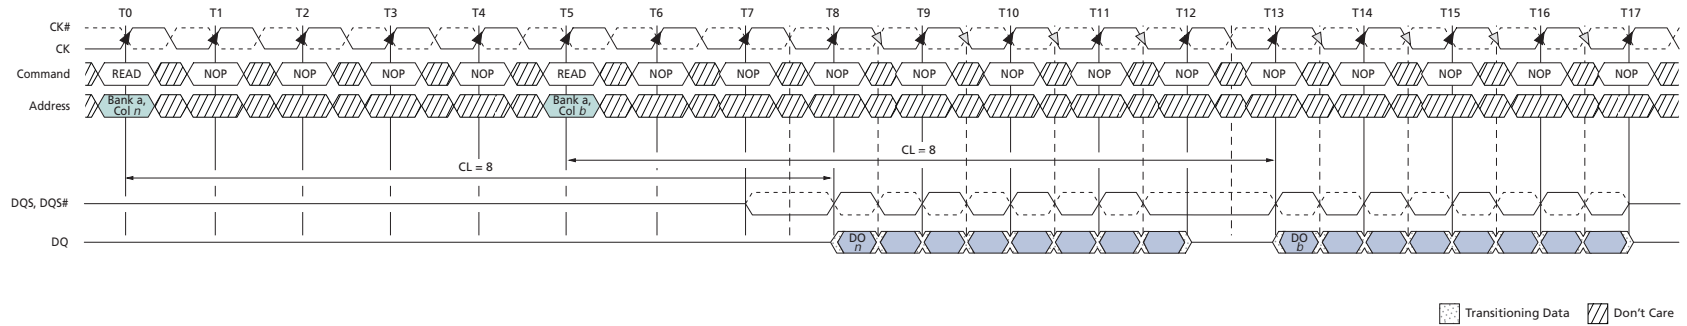 T0 T1 T2 T3 T4 T5 T6 T7 T8 T9 T10 T11 T12 T13 T14 T15 T16 T17
CK#
CK
Command READ NOP NOP NOP NOP READ NOP NOP NOP NOP NOP NOP NOP NOP NOP NOP NOP NOP
Address Bank a, Col n Bank a, Col b
CL = 8
CL = 8
DQS, DQS#
DQ DO n DO b
Transitioning Data Don't Care